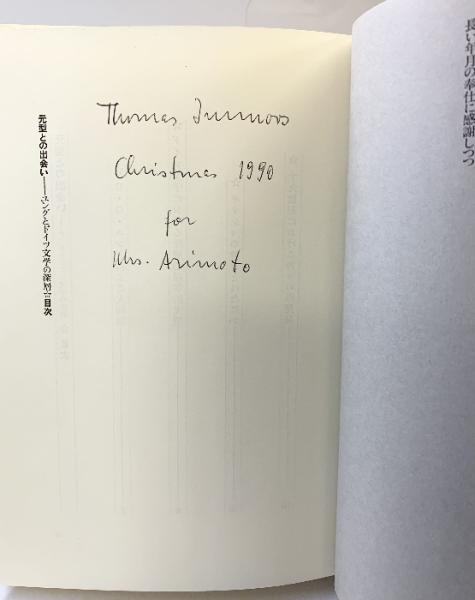 長い年月の奉仕に感謝しつつ
Thomas Immoos
Christmas 1990
for
Mrs. Arimoto
元型との出会い——ユングとドイツ文学の深層=目次